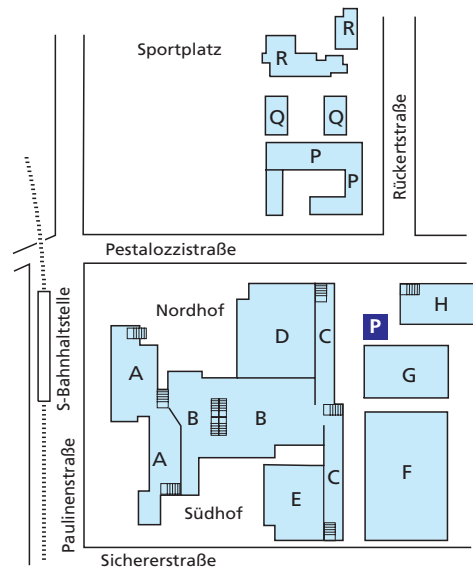 R
Sportplatz
R
Q
Q
P
P
Rückertstraße
Pestalozzistraße
S-Bahnhaltstelle
Nordhof
H
P
D
C
A
G
B
B
A
F
C
E
Südhof
Paulinenstraße
Sichererstraße